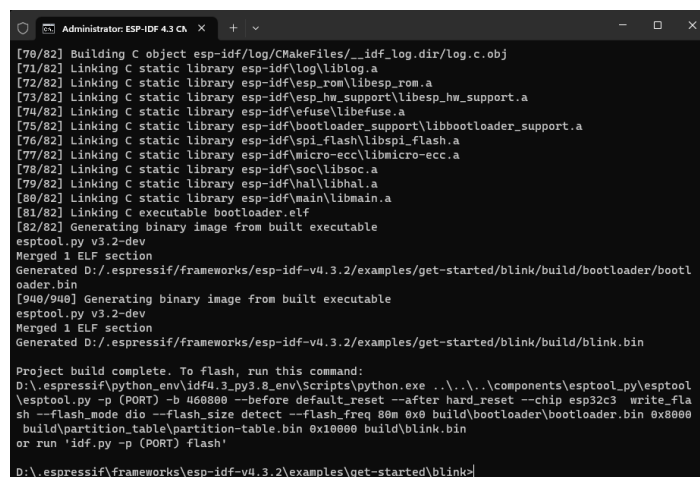 Administrator: ESP-IDF 4.3 CM
[70/82] Building C object esp-idf/log/CMakeFiles/__idf_log.dir/log.c.obj
[71/82] Linking C static library esp-idf\log\liblog.a
[72/82] Linking C static library esp-idf\esp_rom\libesp_rom.a
[73/82] Linking C static library esp-idf\esp_hw_support\libesp_hw_support.a
[74/82] Linking C static library esp-idf\efuse\libefuse.a
[75/82] Linking C static library esp-idf\bootloader_support\libbootloader_support.a
[76/82] Linking C static library esp-idf\spi_flash\libspi_flash.a
[77/82] Linking C static library esp-idf\micro-ecc\libmicro-ecc.a
[78/82] Linking C static library esp-idf\soc\libsoc.a
[79/82] Linking C static library esp-idf\hal\libhal.a
[80/82] Linking C static library esp-idf\main\libmain.a
[81/82] Linking C executable bootloader.elf
[82/82] Generating binary image from built executable
esptool.py v3.2-dev
Merged 1 ELF section
Generated D:/.espressif/frameworks/esp-idf-v4.3.2/examples/get-started/blink/build/bootloader/bootl
oader.bin
[940/940] Generating binary image from built executable
esptool.py v3.2-dev
Merged 1 ELF section
Generated D:/.espressif/frameworks/esp-idf-v4.3.2/examples/get-started/blink/build/blink.bin
Project build complete. To flash, run this command:
D:\.espressif\python_env\idf4.3_py3.8_env\Scripts\python.exe ..\..\..\components\esptool_py\esptool
\esptool.py -p (PORT) -b 460800 --before default_reset --after hard_reset --chip esp32c3  write_fla
sh --flash_mode dio --flash_size detect --flash_freq 80m 0x0 build\bootloader\bootloader.bin 0x8000
 build\partition_table\partition-table.bin 0x10000 build\blink.bin
or run 'idf.py -p (PORT) flash'
D:\.espressif\frameworks\esp-idf-v4.3.2\examples\get-started\blink>